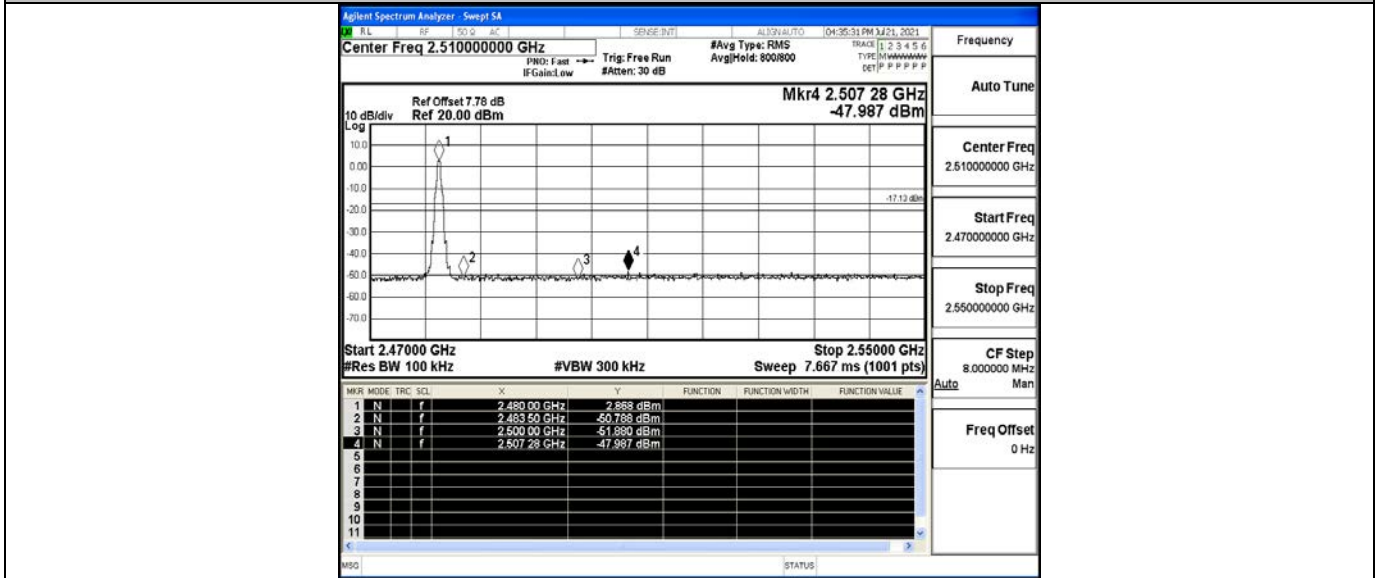 Agilent Spectrum Analyzer - Swept SA
RL RF 50 Ω AC SENSE:INT ALIGNAUTO 04:35:31 PM Jul 21, 2021
Center Freq 2.510000000 GHz
PNO: Fast
IFGain:Low
Trig: Free Run
#Atten: 30 dB
#Avg Type: RMS
Avg|Hold: 800/800
TRACE 1 2 3 4 5 6
TYPE M
DET P P P P P P
Mkr4 2.507 28 GHz
-47.987 dBm
Ref Offset 7.78 dB
10 dB/div Ref 20.00 dBm
Log
10.0
0.00
-10.0
-20.0
-30.0
-40.0
-50.0
-60.0
-70.0
1
2
3
4
-17.13 dBm
Start 2.47000 GHz Stop 2.55000 GHz
#Res BW 100 kHz #VBW 300 kHz Sweep 7.667 ms (1001 pts)
MKR MODE TRC SCL X Y FUNCTION FUNCTION WIDTH FUNCTION VALUE
1 N f 2.480 00 GHz 2.868 dBm
2 N f 2.483 50 GHz -50.788 dBm
3 N f 2.500 00 GHz -51.880 dBm
4 N f 2.507 28 GHz -47.987 dBm
5
6
7
8
9
10
11
MSG STATUS
Frequency
Auto Tune
Center Freq
2.510000000 GHz
Start Freq
2.470000000 GHz
Stop Freq
2.550000000 GHz
CF Step
8.000000 MHz
Auto Man
Freq Offset
0 Hz